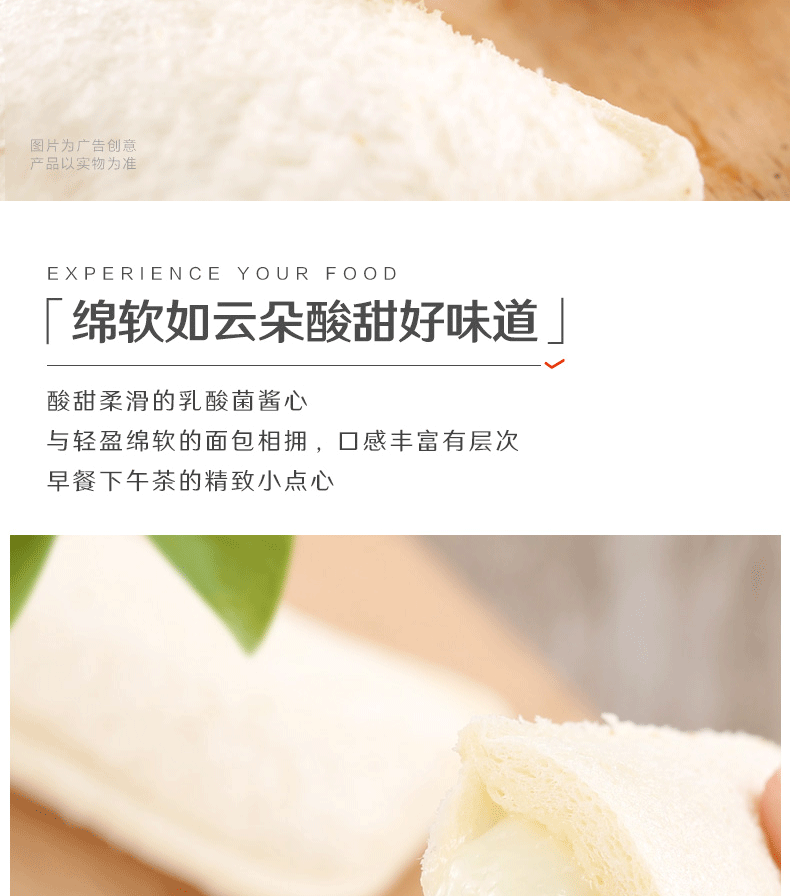 图片为广告创意
产品以实物为准
EXPERIENCE YOUR FOOD
「绵软如云朵酸甜好味道」
酸甜柔滑的乳酸菌酱心
与轻盈绵软的面包相拥，口感丰富有层次
早餐下午茶的精致小点心